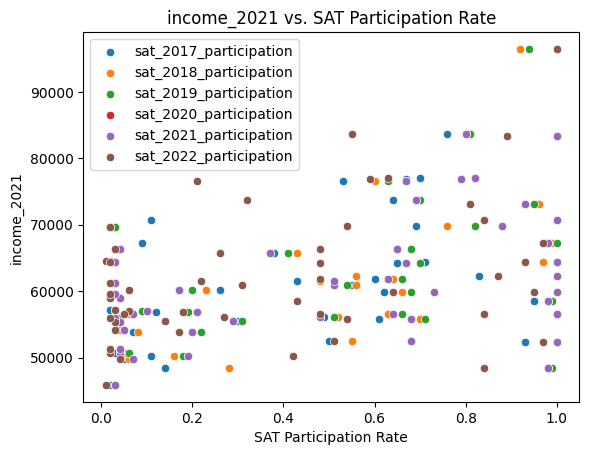 income_2021 vs. SAT Participation Rate
sat_2017_participation
sat_2018_participation
sat_2019_participation
sat_2020_participation
sat_2021_participation
sat_2022_participation
90000
80000
70000
60000
50000
income_2021
0.0 0.2 0.4 0.6 0.8 1.0
SAT Participation Rate